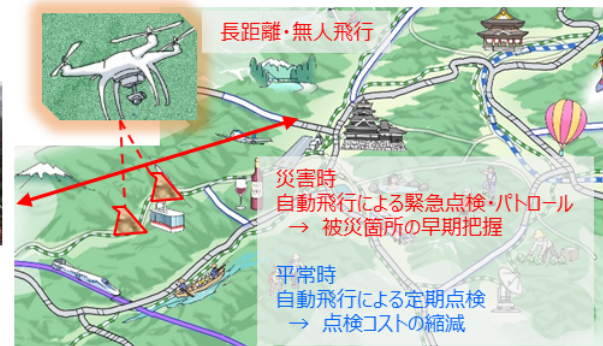 長距離・無人飛行
災害時
自動飛行による緊急点検・パトロール
→ 被災箇所の早期把握
平常時
自動飛行による定期点検
→ 点検コストの縮減